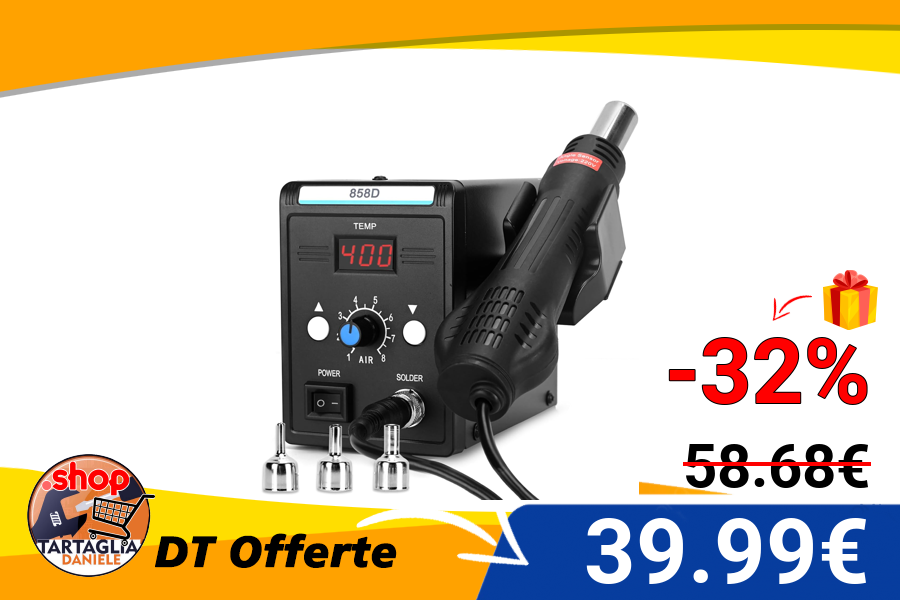 858D
TEMP
400
1 3 4 5 6 7 8
AIR
POWER
SOLDER
-32%
58.68€
39.99€
.shop
TARTAGLIA
DANIELE
DT Offerte